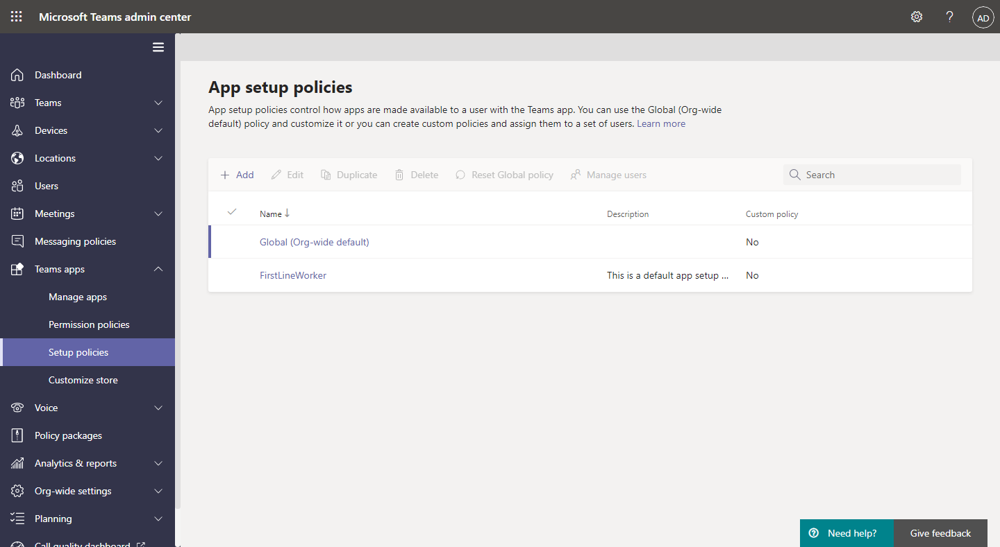 Microsoft Teams admin center
AD
Dashboard
Teams
Devices
Locations
Users
Meetings
Messaging policies
Teams apps
Manage apps
Permission policies
Setup policies
Customize store
Voice
Policy packages
Analytics & reports
Org-wide settings
Planning
Call quality dashboard
App setup policies
App setup policies control how apps are made available to a user with the Teams app. You can use the Global (Org-wide
default) policy and customize it or you can create custom policies and assign them to a set of users. Learn more
Add Edit Duplicate Delete Reset Global policy Manage users Search
Name Description Custom policy
Global (Org-wide default) No
FirstLineWorker This is a default app setup ... No
Need help? Give feedback